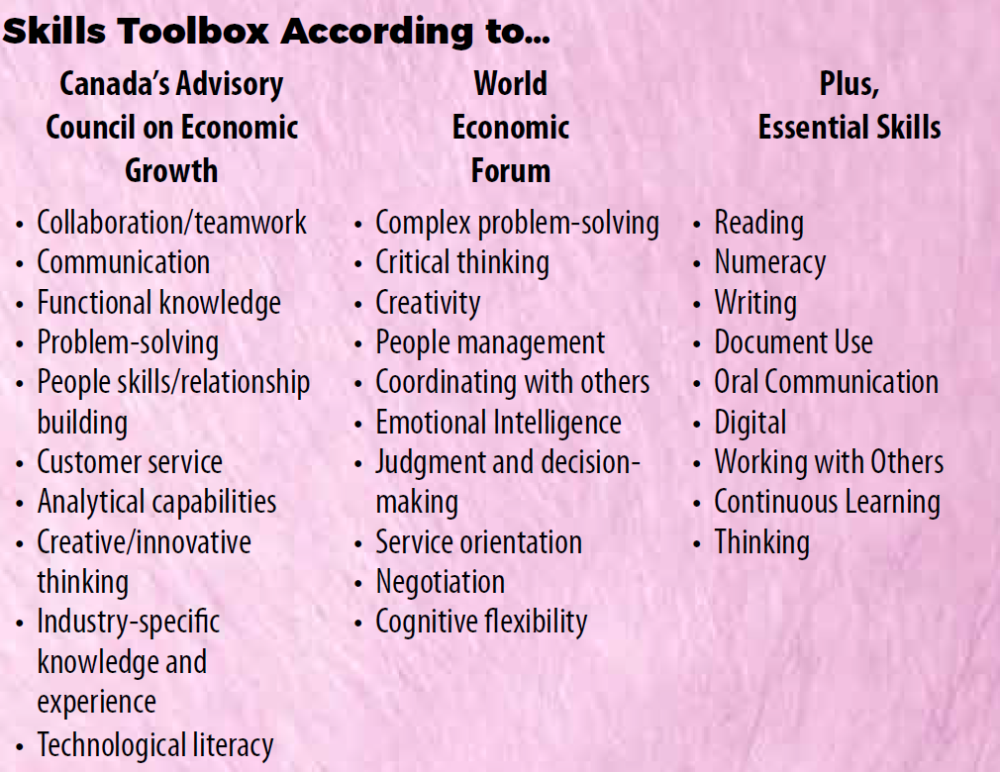 Skills Toolbox According to...
Canada's Advisory
Council on Economic
Growth
• Collaboration/teamwork
• Communication
• Functional knowledge
• Problem-solving
• People skills/relationship
building
• Customer service
• Analytical capabilities
• Creative/innovative
thinking
• Industry-specific
knowledge and
experience
• Technological literacy
World
Economic
Forum
• Complex problem-solving
• Critical thinking
• Creativity
• People management
• Coordinating with others
• Emotional Intelligence
• Judgment and decision-
making
• Service orientation
• Negotiation
• Cognitive flexibility
Plus,
Essential Skills
• Reading
• Numeracy
• Writing
• Document Use
• Oral Communication
• Digital
• Working with Others
• Continuous Learning
• Thinking